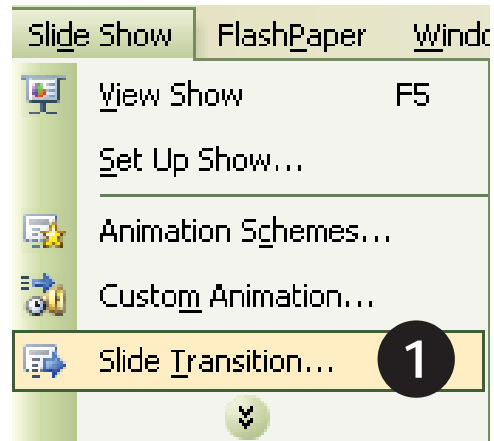 Slide Show FlashPaper Windo
View Show F5
Set Up Show...
Animation Schemes...
Custom Animation...
Slide Transition... 1